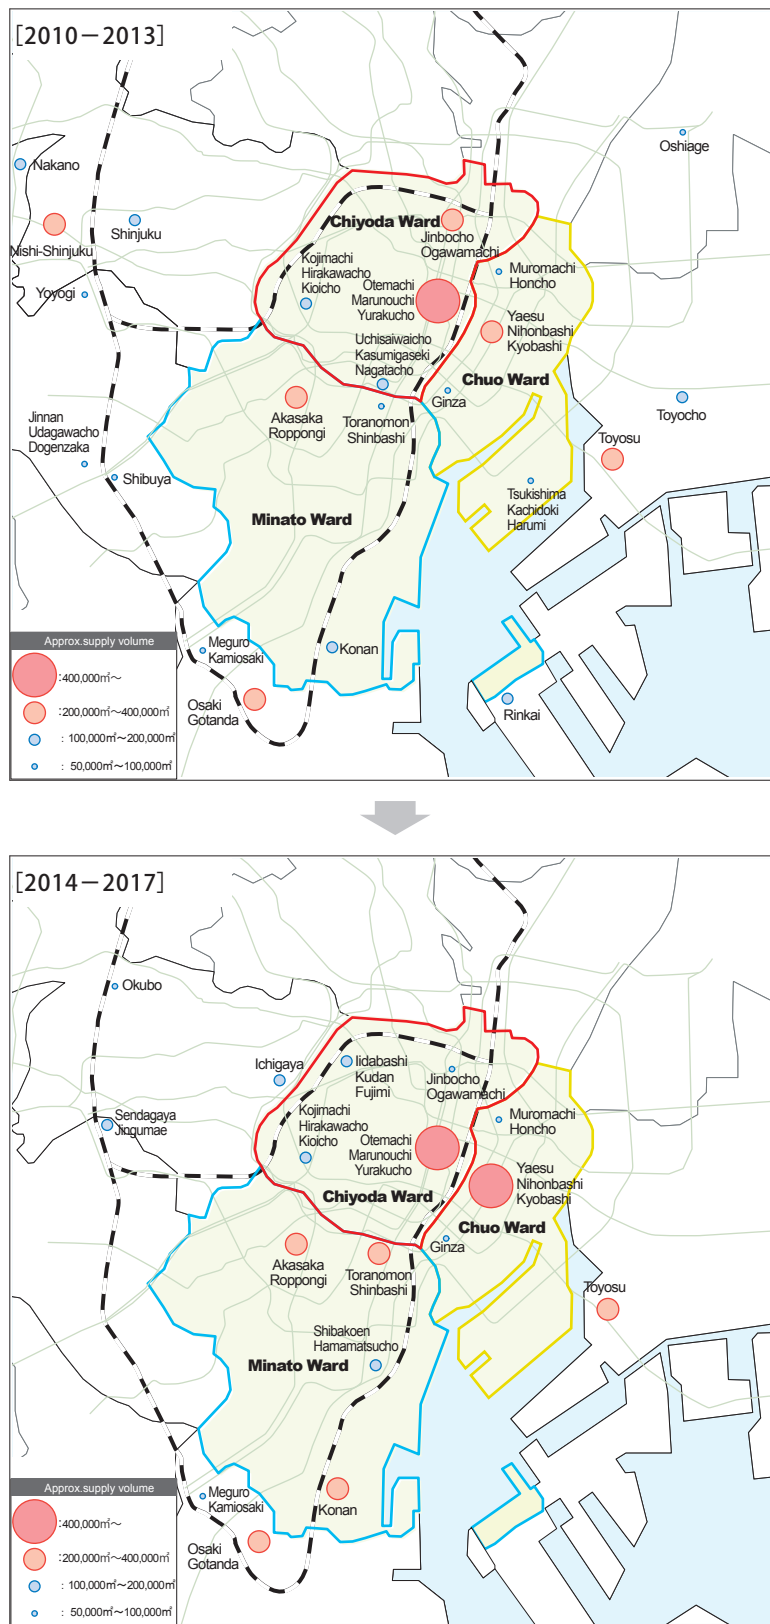 [2010－2013]
Oshiage
Nakano
Chiyoda Ward
Shinjuku
Nishi-Shinjuku
Jinbocho
Ogawamachi
Kojimachi
Hirakawacho
Kioicho
Muromachi
Honcho
Otemachi
Marunouchi
Yurakucho
Yoyogi
Yaesu
Nihonbashi
Kyobashi
Uchisaiwaicho
Kasumigaseki
Nagatacho
Chuo Ward
Ginza
Toyocho
Akasaka
Roppongi
Toranomon
Shinbashi
Jinnan
Udagawacho
Dogenzaka
Toyosu
Shibuya
Tsukishima
Kachidoki
Harumi
Minato Ward
Meguro
Kamiosaki
Konan
Osaki
Gotanda
Rinkai
Approx.supply volume
:400,000㎡～
:200,000㎡～400,000㎡
: 100,000㎡～200,000㎡
: 50,000㎡～100,000㎡
[2014－2017]
Okubo
Ichigaya
Iidabashi
Kudan
Fujimi
Jinbocho
Ogawamachi
Sendagaya
Jingumae
Kojimachi
Hirakawacho
Kioicho
Muromachi
Honcho
Otemachi
Marunouchi
Yurakucho
Yaesu
Nihonbashi
Kyobashi
Chiyoda Ward
Chuo Ward
Ginza
Akasaka
Roppongi
Toranomon
Shinbashi
Toyosu
Shibakoen
Hamamatsucho
Minato Ward
Meguro
Kamiosaki
Konan
Osaki
Gotanda
Approx.supply volume
:400,000㎡～
:200,000㎡～400,000㎡
: 100,000㎡～200,000㎡
: 50,000㎡～100,000㎡